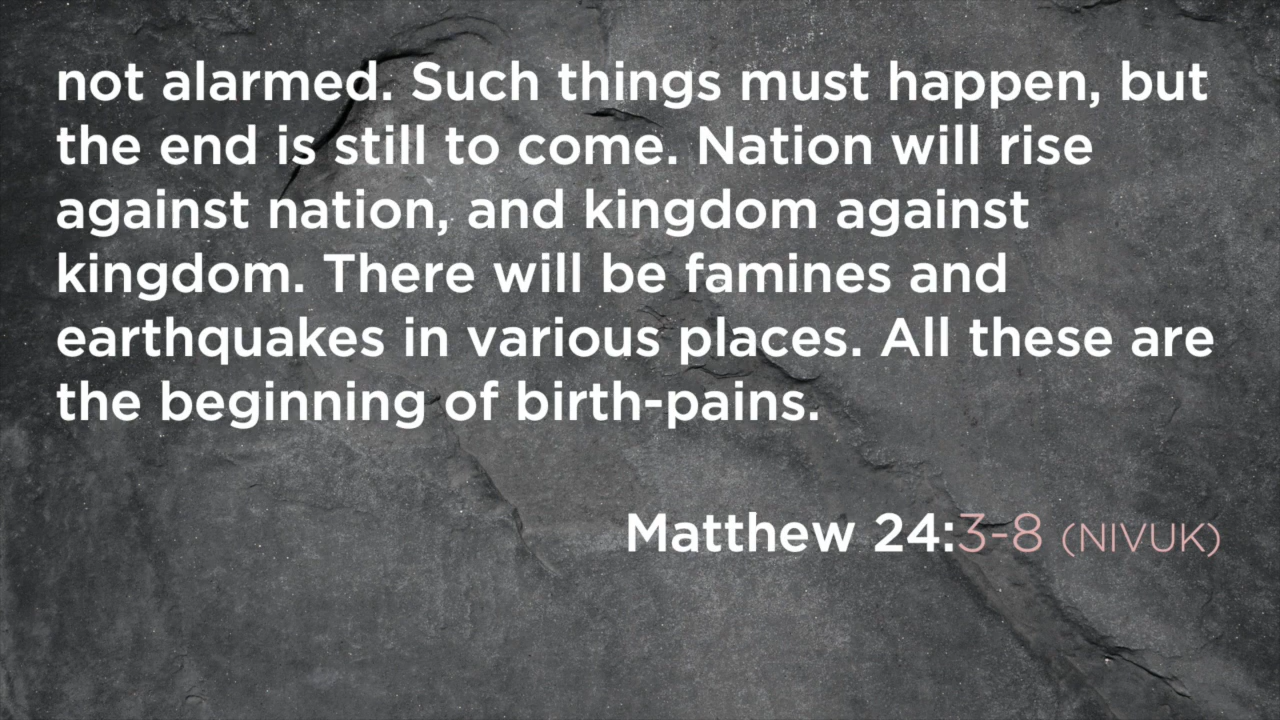 not alarmed. Such things must happen, but
the end is still to come. Nation will rise
against nation, and kingdom against
kingdom. There will be famines and
earthquakes in various places. All these are
the beginning of birth-pains.
Matthew 24:3-8 (NIVUK)